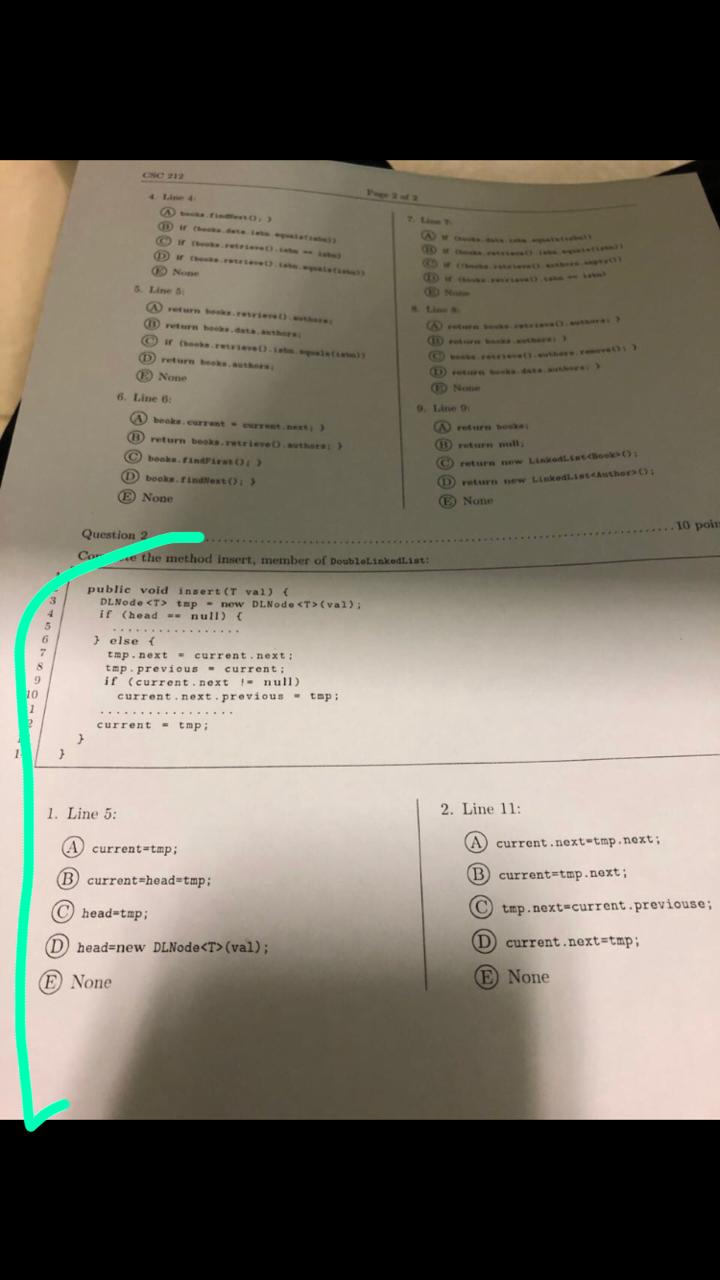 CSC 212
Page 2 of 2
4. Line 4:
A books.findNext(); }
B if (books.data.isbn.equals(isbn))
C if (books.retrieve().isbn == isbn)
D if (books.retrieve().isbn.equals(isbn))
E None
5. Line 5:
A return books.retrieve().authors;
B return books.data.authors;
C if (books.retrieve().isbn.equals(isbn))
D return books.authors;
E None
6. Line 6:
A books.current = current.next; }
B return books.retrieve().authors; }
C books.findFirst(); }
D books.findNext(); }
E None
7. Line 7:
A if (books.data.isbn.equals(isbn))
B if (books.retrieve().isbn.equals(isbn))
C if (!books.retrieve().authors.empty())
D if (books.retrieve().isbn == isbn)
E None
8. Line 8:
A return books.retrieve().authors; }
B return books.authors; }
C books.retrieve().authors.remove(); }
D return books.data.authors; }
E None
9. Line 9:
A return books;
B return null;
C return new LinkedList<Book>();
D return new LinkedList<Author>();
E None
Question 2 .......................................................... 10 poin
the method insert, member of DoubleLinkedList:
public void insert(T val) {
3 DLNode<T> tmp = new DLNode<T>(val);
4 if (head == null) {
5 .................
6 } else {
7 tmp.next = current.next;
8 tmp.previous = current;
9 if (current.next != null)
10 current.next.previous = tmp;
1 .................
2 current = tmp;
}
1 }
1. Line 5:
A current=tmp;
B current=head=tmp;
C head=tmp;
D head=new DLNode<T>(val);
E None
2. Line 11:
A current.next=tmp.next;
B current=tmp.next;
C tmp.next=current.previouse;
D current.next=tmp;
E None